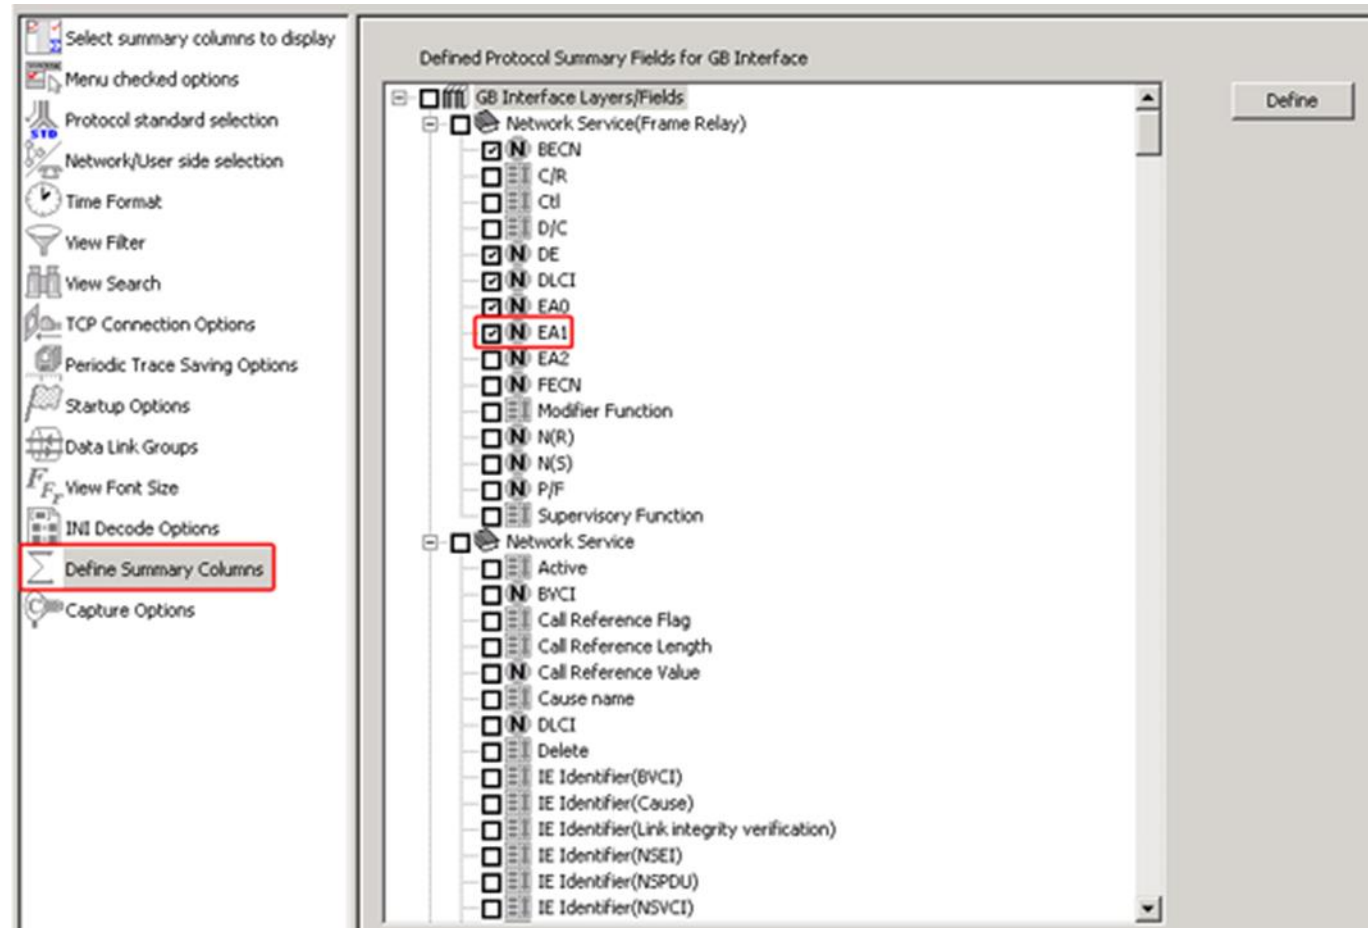 Select summary columns to display
Menu checked options
STD
Protocol standard selection
Network/User side selection
Time Format
View Filter
View Search
TCP Connection Options
Periodic Trace Saving Options
Startup Options
Data Link Groups
View Font Size
INI Decode Options
Define Summary Columns
Capture Options
Defined Protocol Summary Fields for GB Interface
Define
GB Interface Layers/Fields
Network Service(Frame Relay)
N BECN
C/R
Ctl
D/C
N DE
N DLCI
N EA0
N EA1
N EA2
N FECN
Modifier Function
N N(R)
N N(S)
N P/F
Supervisory Function
Network Service
Active
N BVCI
Call Reference Flag
Call Reference Length
N Call Reference Value
Cause name
N DLCI
Delete
IE Identifier(BVCI)
IE Identifier(Cause)
IE Identifier(Link integrity verification)
IE Identifier(NSEI)
IE Identifier(NSPDU)
IE Identifier(NSVCI)